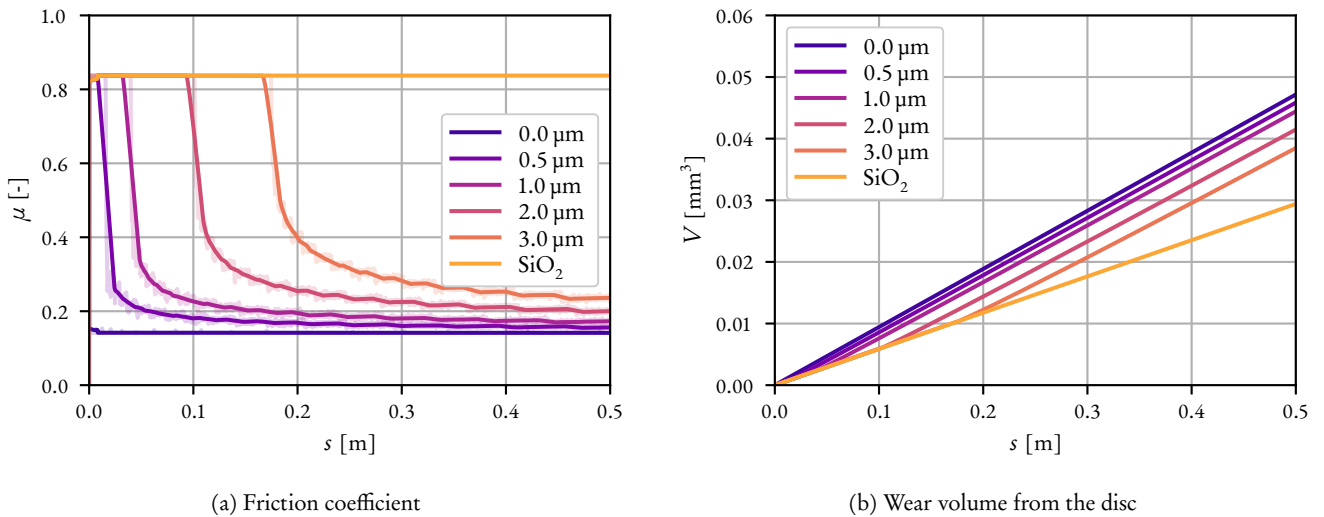 1.0
0.8
0.6
0.4
0.2
0.0
μ [-]
0.0 μm
0.5 μm
1.0 μm
2.0 μm
3.0 μm
SiO₂
0.0 0.1 0.2 0.3 0.4 0.5
s [m]
(a) Friction coefficient
0.06
0.05
0.04
0.03
0.02
0.01
0.00
V [mm³]
0.0 μm
0.5 μm
1.0 μm
2.0 μm
3.0 μm
SiO₂
0.0 0.1 0.2 0.3 0.4 0.5
s [m]
(b) Wear volume from the disc